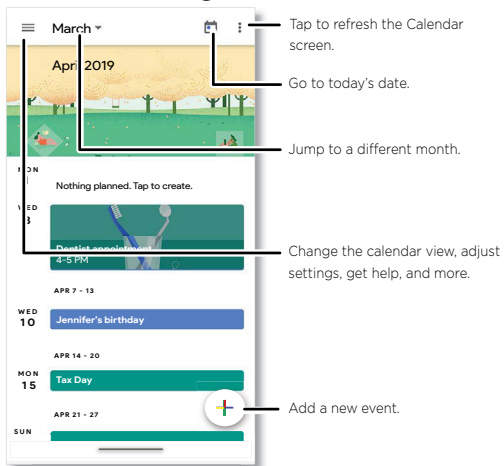 March
April 2019
MON
Nothing planned. Tap to create.
WED
3
Dentist appointment
4-5 PM
APR 7 - 13
WED
10
Jennifer's birthday
APR 14 - 20
MON
15
Tax Day
APR 21 - 27
SUN
Tap to refresh the Calendar
screen.
Go to today's date.
Jump to a different month.
Change the calendar view, adjust
settings, get help, and more.
Add a new event.